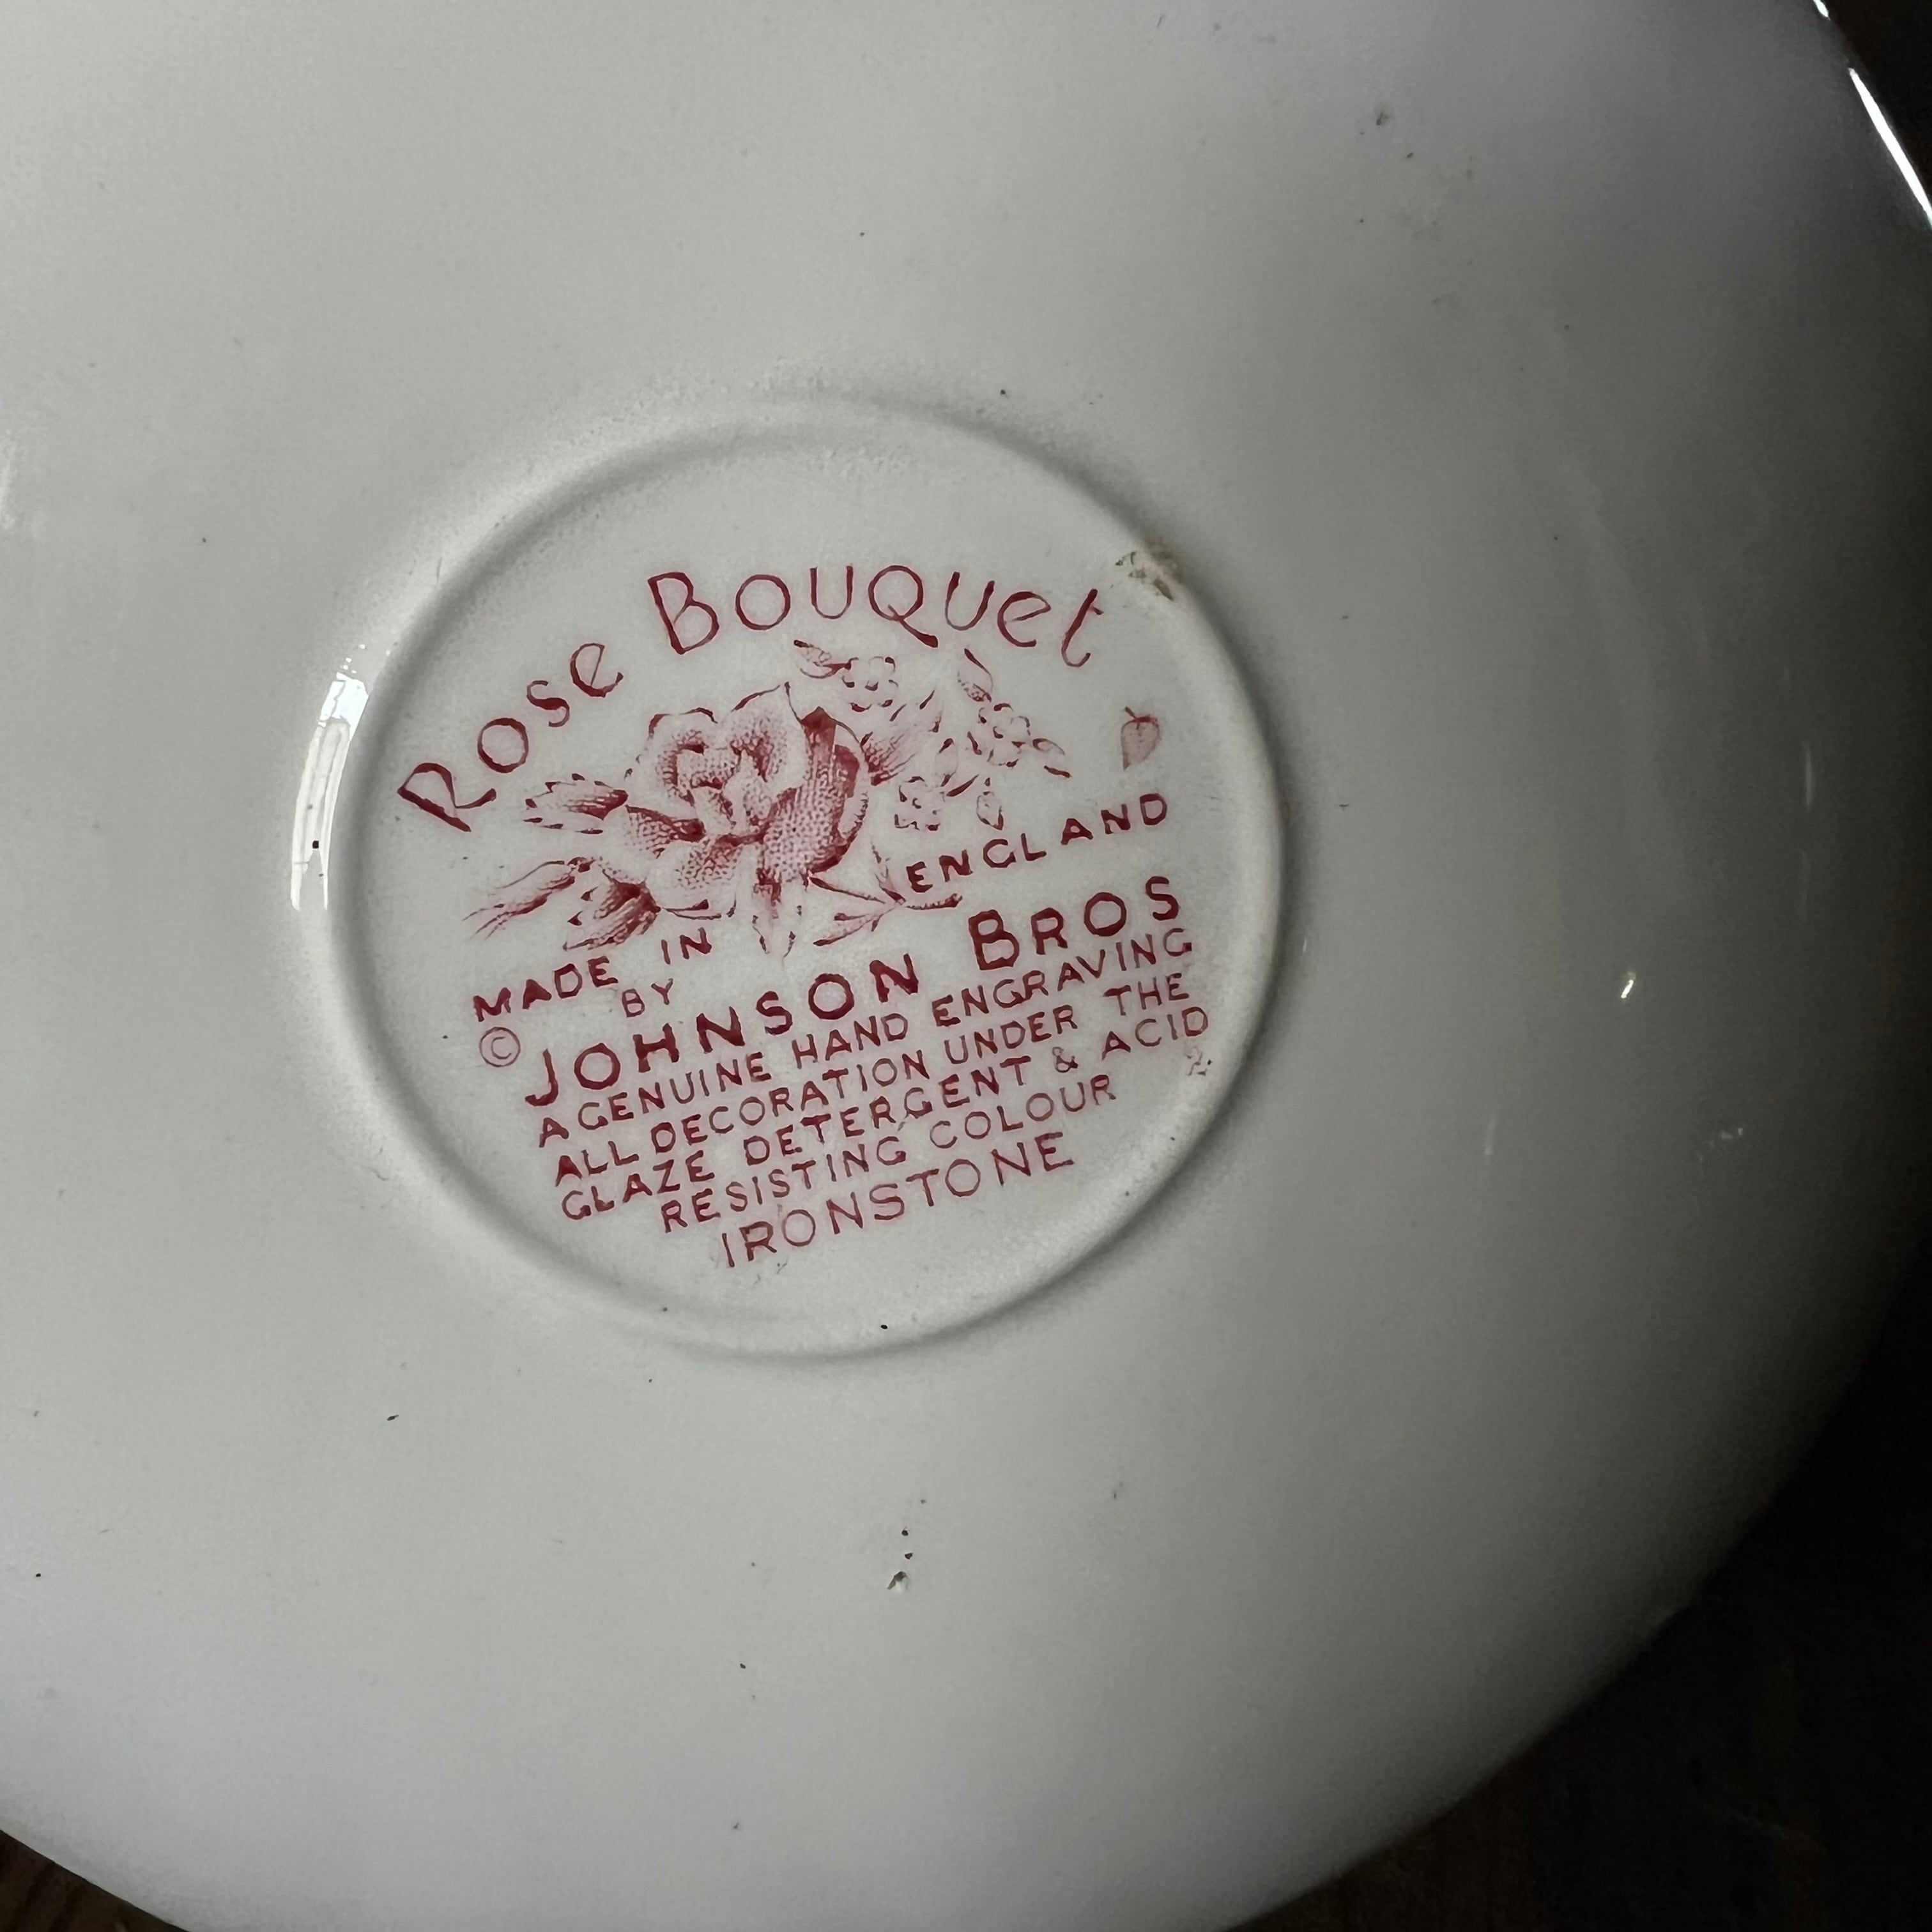 Rose Bouquet
MADE IN ENGLAND
BY
© JOHNSON BROS
A GENUINE HAND ENGRAVING
ALL DECORATION UNDER THE
GLAZE DETERGENT & ACID
RESISTING COLOUR
IRONSTONE